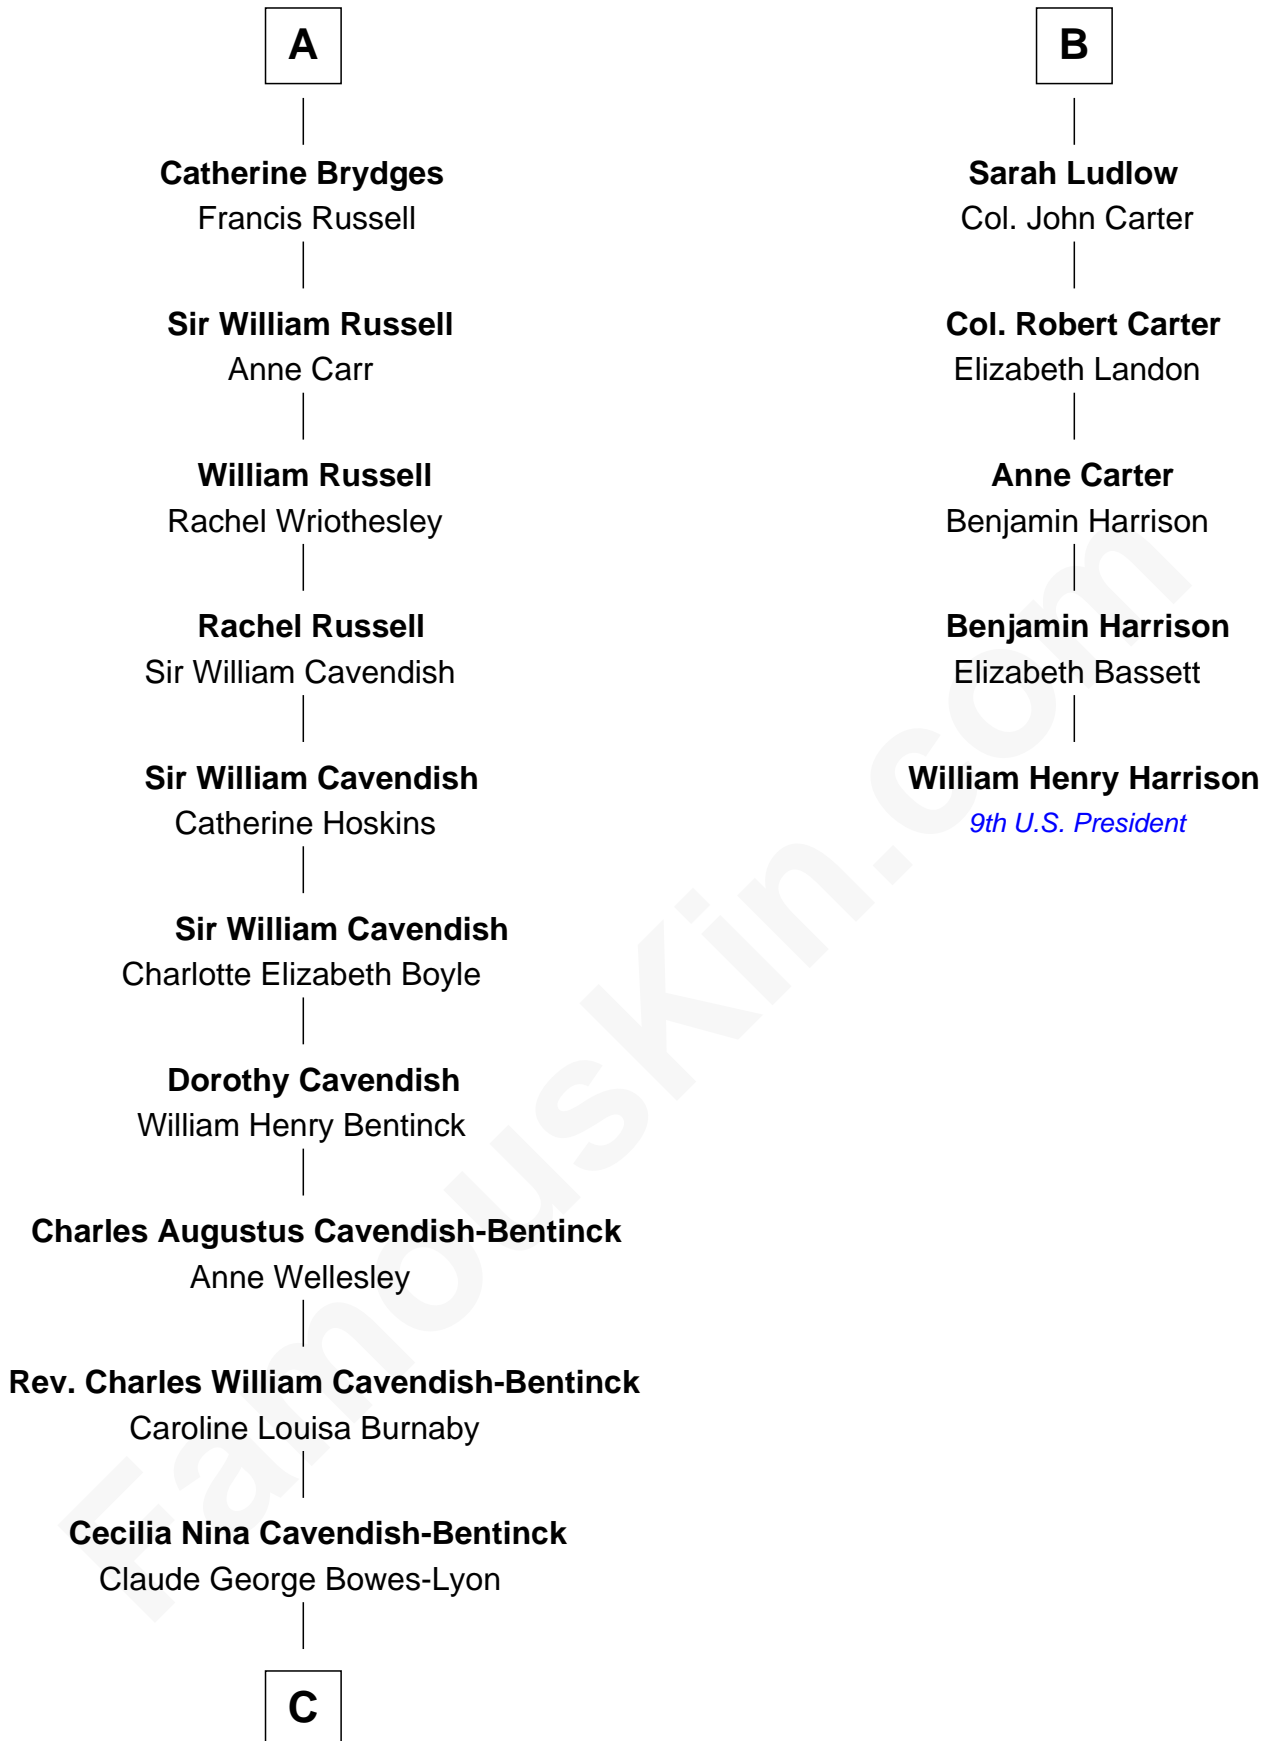 A
Catherine Brydges
Francis Russell
Sir William Russell
Anne Carr
William Russell
Rachel Wriothesley
Rachel Russell
Sir William Cavendish
Sir William Cavendish
Catherine Hoskins
Sir William Cavendish
Charlotte Elizabeth Boyle
Dorothy Cavendish
William Henry Bentinck
Charles Augustus Cavendish-Bentinck
Anne Wellesley
Rev. Charles William Cavendish-Bentinck
Caroline Louisa Burnaby
Cecilia Nina Cavendish-Bentinck
Claude George Bowes-Lyon
C
B
Sarah Ludlow
Col. John Carter
Col. Robert Carter
Elizabeth Landon
Anne Carter
Benjamin Harrison
Benjamin Harrison
Elizabeth Bassett
William Henry Harrison
9th U.S. President
FamousKin.com